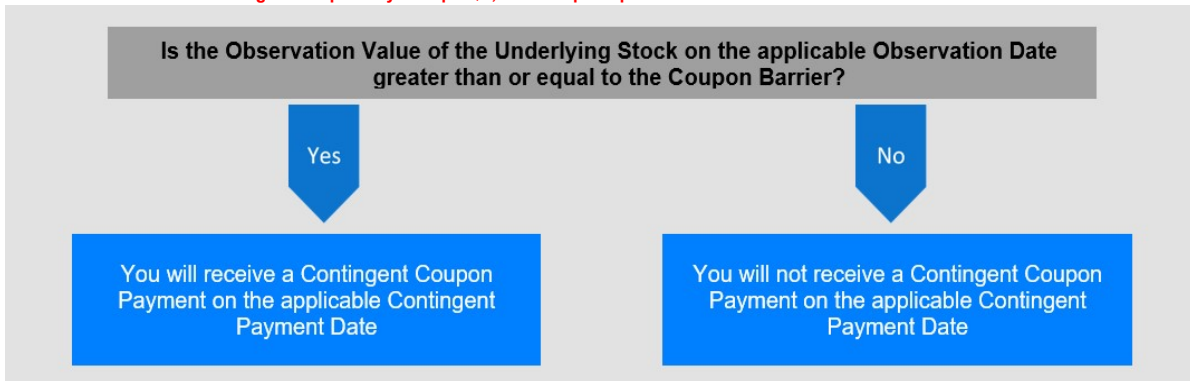 Is the Observation Value of the Underlying Stock on the applicable Observation Date
greater than or equal to the Coupon Barrier?
Yes
No
You will receive a Contingent Coupon
Payment on the applicable Contingent
Payment Date
You will not receive a Contingent Coupon
Payment on the applicable Contingent
Payment Date